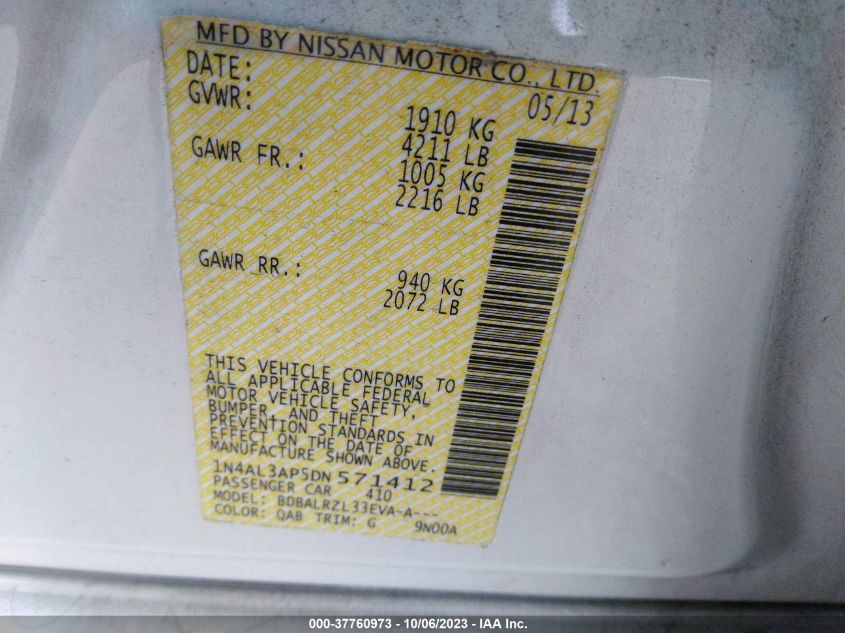 MFD BY NISSAN MOTOR CO., LTD.
DATE: 05/13
GVWR: 1910 KG
4211 LB
GAWR FR.: 1005 KG
2216 LB
GAWR RR.: 940 KG
2072 LB
THIS VEHICLE CONFORMS TO
ALL APPLICABLE FEDERAL
MOTOR VEHICLE SAFETY,
BUMPER, AND THEFT
PREVENTION STANDARDS IN
EFFECT ON THE DATE OF
MANUFACTURE SHOWN ABOVE.
1N4AL3AP5DN 571412
PASSENGER CAR 410
MODEL: BDBALRZL33EVA-A---
COLOR: QAB TRIM: G 9N00A
000-37760973 | 10/06/2023 - IAA Inc.